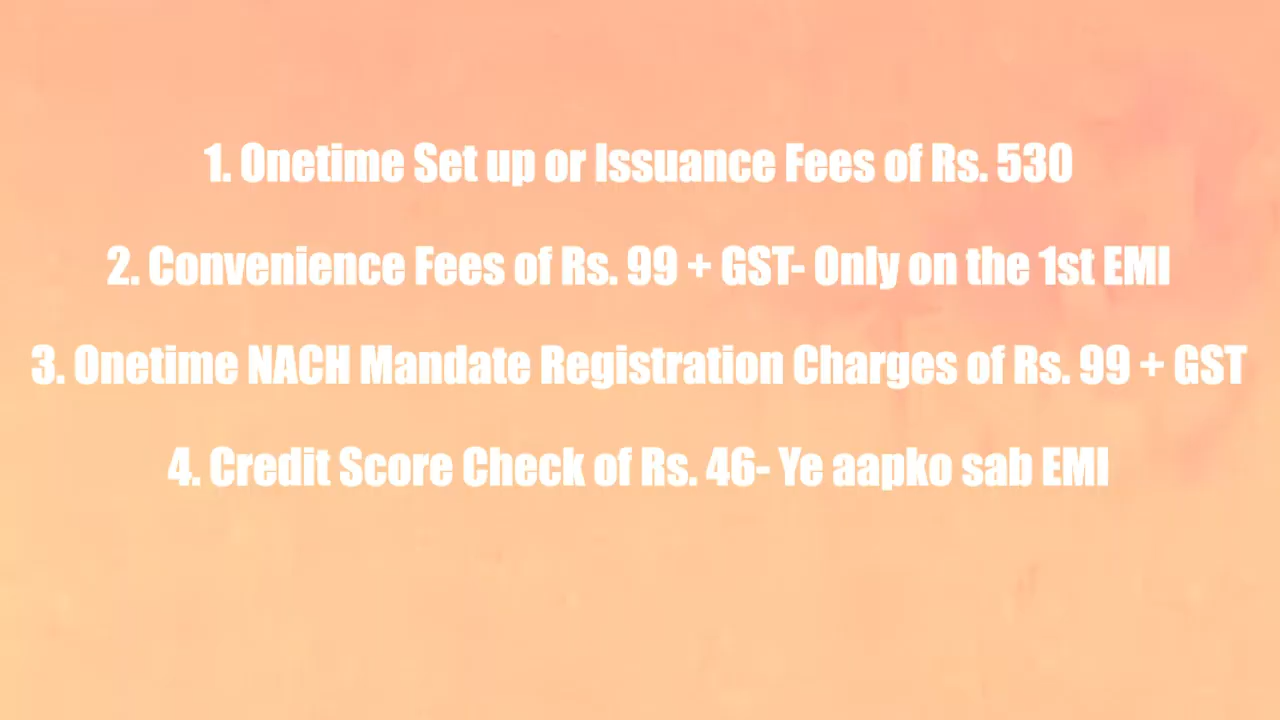 1. Onetime Set up or Issuance Fees of Rs. 530
2. Convenience Fees of Rs. 99 + GST- Only on the 1st EMI
3. Onetime NACH Mandate Registration Charges of Rs. 99 + GST
4. Credit Score Check of Rs. 46- Ye aapko sab EMI